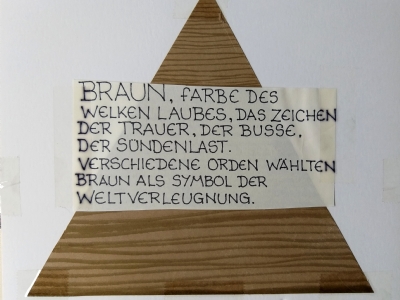 BRAUN, FARBE DES
WELKEN LAUBES, DAS ZEICHEN
DER TRAUER, DER BUSSE,
DER SÜNDENLAST.
VERSCHIEDENE ORDEN WÄHLTEN
BRAUN ALS SYMBOL DER
WELTVERLEUGNUNG.